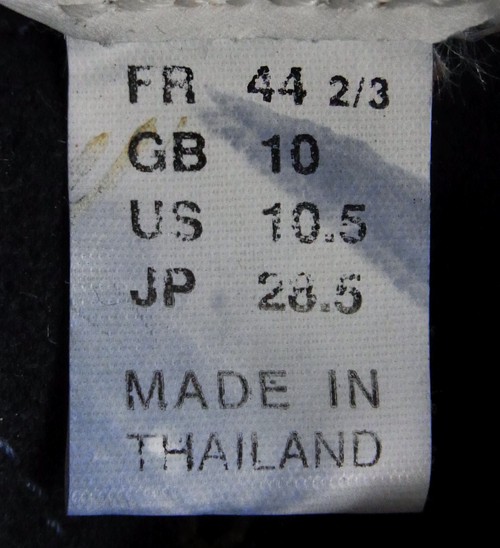 FR 44 2/3
GB 10
US 10.5
JP 28.5
MADE IN
THAILAND